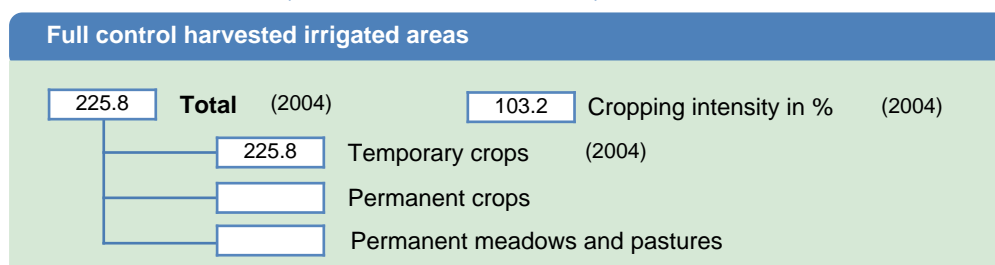 Full control harvested irrigated areas
225.8 Total (2004) 103.2 Cropping intensity in % (2004)
225.8 Temporary crops (2004)
Permanent crops
Permanent meadows and pastures